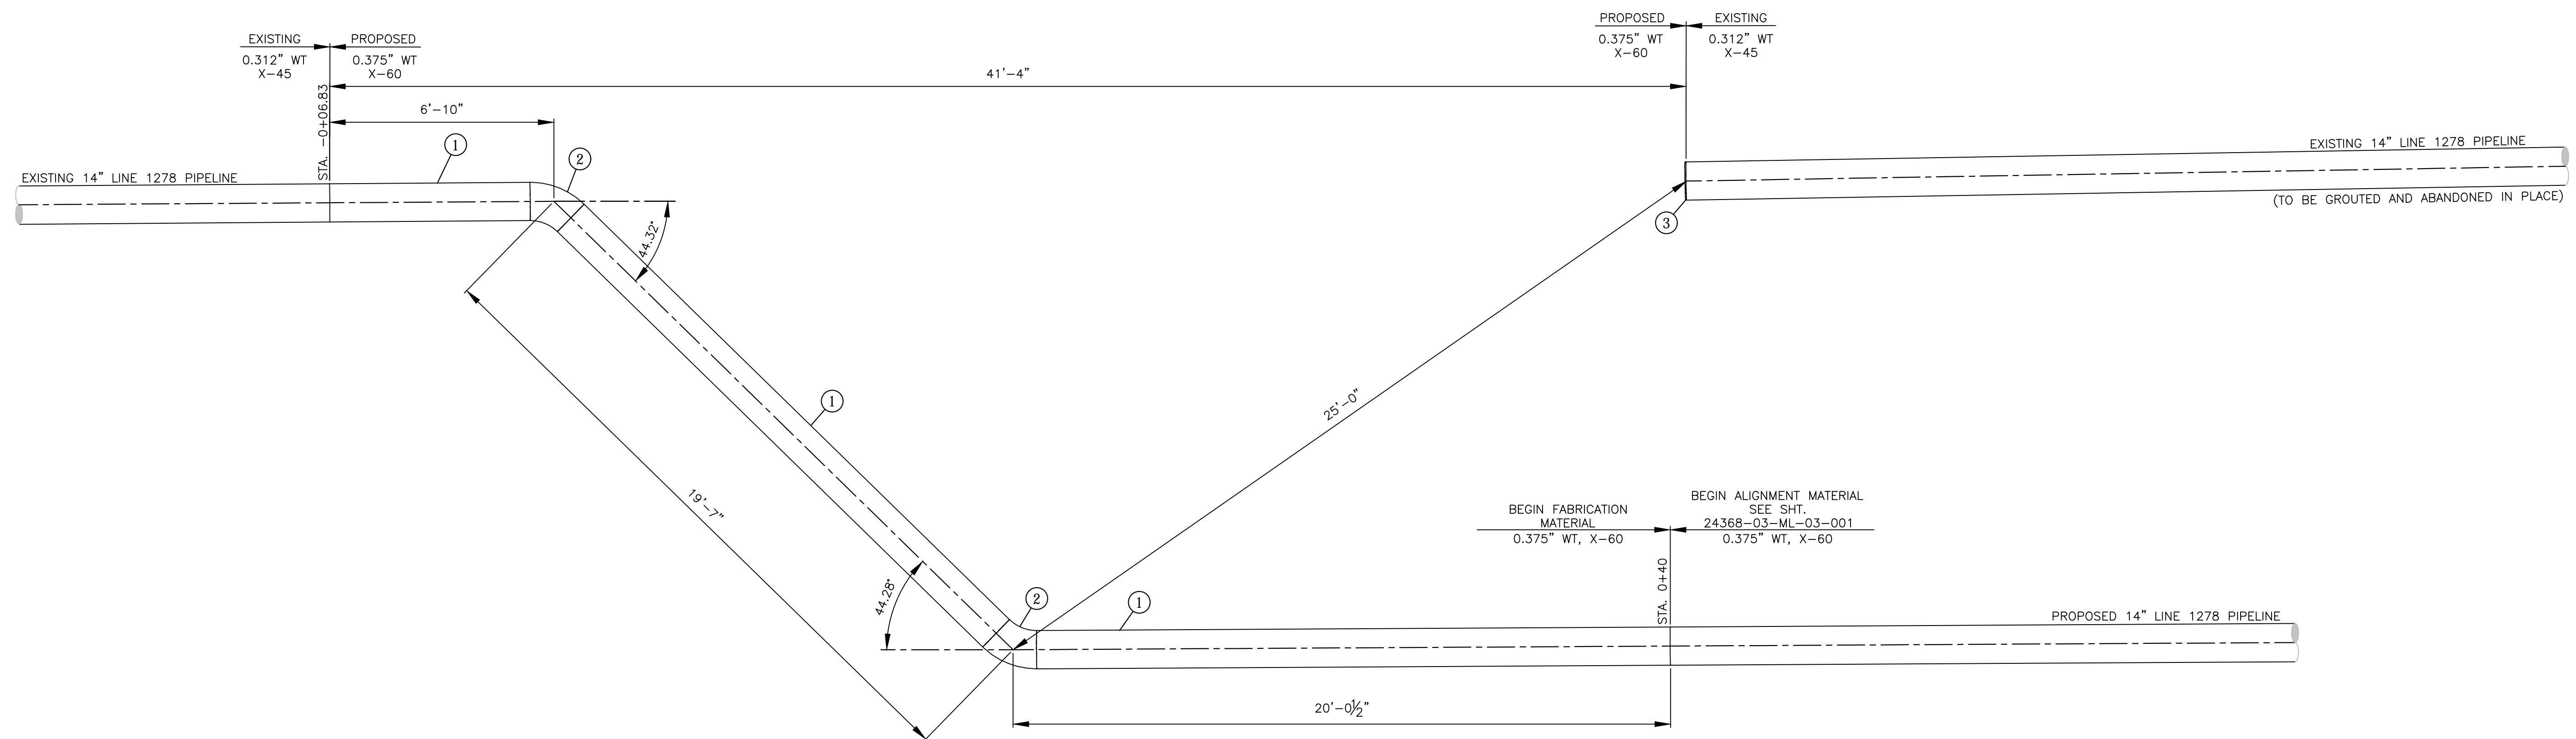 EXISTING
0.312" WT
X-45
PROPOSED
0.375" WT
X-60
PROPOSED
0.375" WT
X-60
EXISTING
0.312" WT
X-45
41'-4"
6'-10"
STA. -0+06.83
1
2
EXISTING 14" LINE 1278 PIPELINE
EXISTING 14" LINE 1278 PIPELINE
(TO BE GROUTED AND ABANDONED IN PLACE)
3
44.32°
1
25'-0"
19'-7"
BEGIN FABRICATION
MATERIAL
0.375" WT, X-60
BEGIN ALIGNMENT MATERIAL
SEE SHT.
24368-03-ML-03-001
0.375" WT, X-60
44.28°
2
1
STA. 0+40
PROPOSED 14" LINE 1278 PIPELINE
20'-0½"